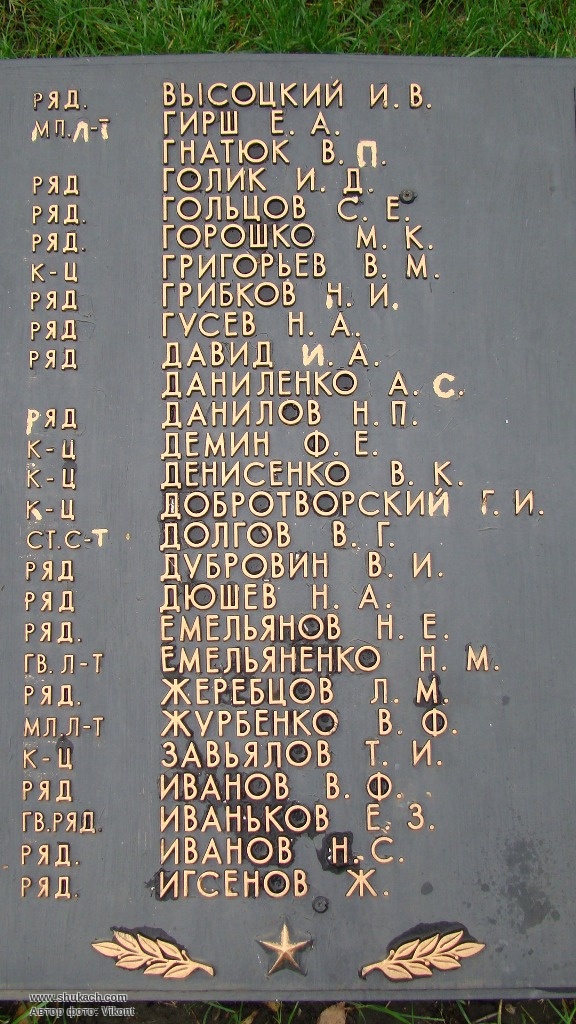 РЯД. ВЫСОЦКИЙ И. В.
МП.Л-Т ГИРШ Е. А.
ГНАТЮК В. П.
РЯД ГОЛИК И. Д.
РЯД. ГОЛЬЦОВ С. Е.
РЯД. ГОРОШКО М. К.
К-Ц ГРИГОРЬЕВ В. М.
РЯД ГРИБКОВ Н. И.
РЯД ГУСЕВ Н. А.
РЯД ДАВИД И. А.
ДАНИЛЕНКО А. С.
РЯД ДАНИЛОВ Н. П.
К-Ц ДЕМИН Ф. Е.
К-Ц ДЕНИСЕНКО В. К.
К-Ц ДОБРОТВОРСКИЙ Г. И.
СТ.С-Т ДОЛГОВ В. Г.
РЯД ДУБРОВИН В. И.
РЯД ДЮШЕВ Н. А.
РЯД. ЕМЕЛЬЯНОВ Н. Е.
ГВ.Л-Т ЕМЕЛЬЯНЕНКО Н. М.
РЯД. ЖЕРЕБЦОВ Л. М.
МЛ.Л-Т ЖУРБЕНКО В. Ф.
К-Ц ЗАВЬЯЛОВ Т. И.
РЯД ИВАНОВ В. Ф.
ГВ.РЯД. ИВАНЬКОВ Е. З.
РЯД. ИВАНОВ Н. С.
РЯД. ИГСЕНОВ Ж.
www.shukach.com
Автор фото: Vikont